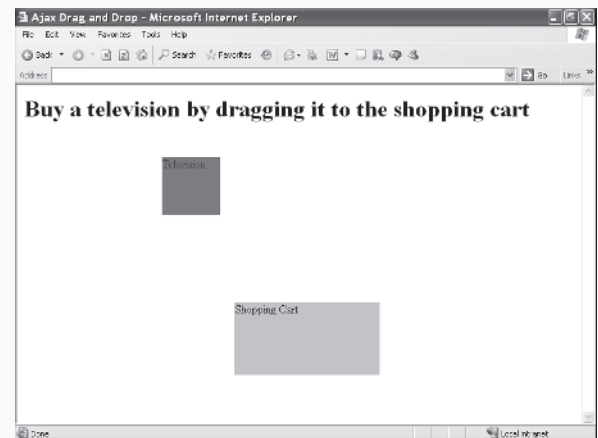 Ajax Drag and Drop - Microsoft Internet Explorer
File Edit View Favorites Tools Help
Back Search Favorites
Address Go Links »
Buy a television by dragging it to the shopping cart
Television
Shopping Cart
Done Local intranet